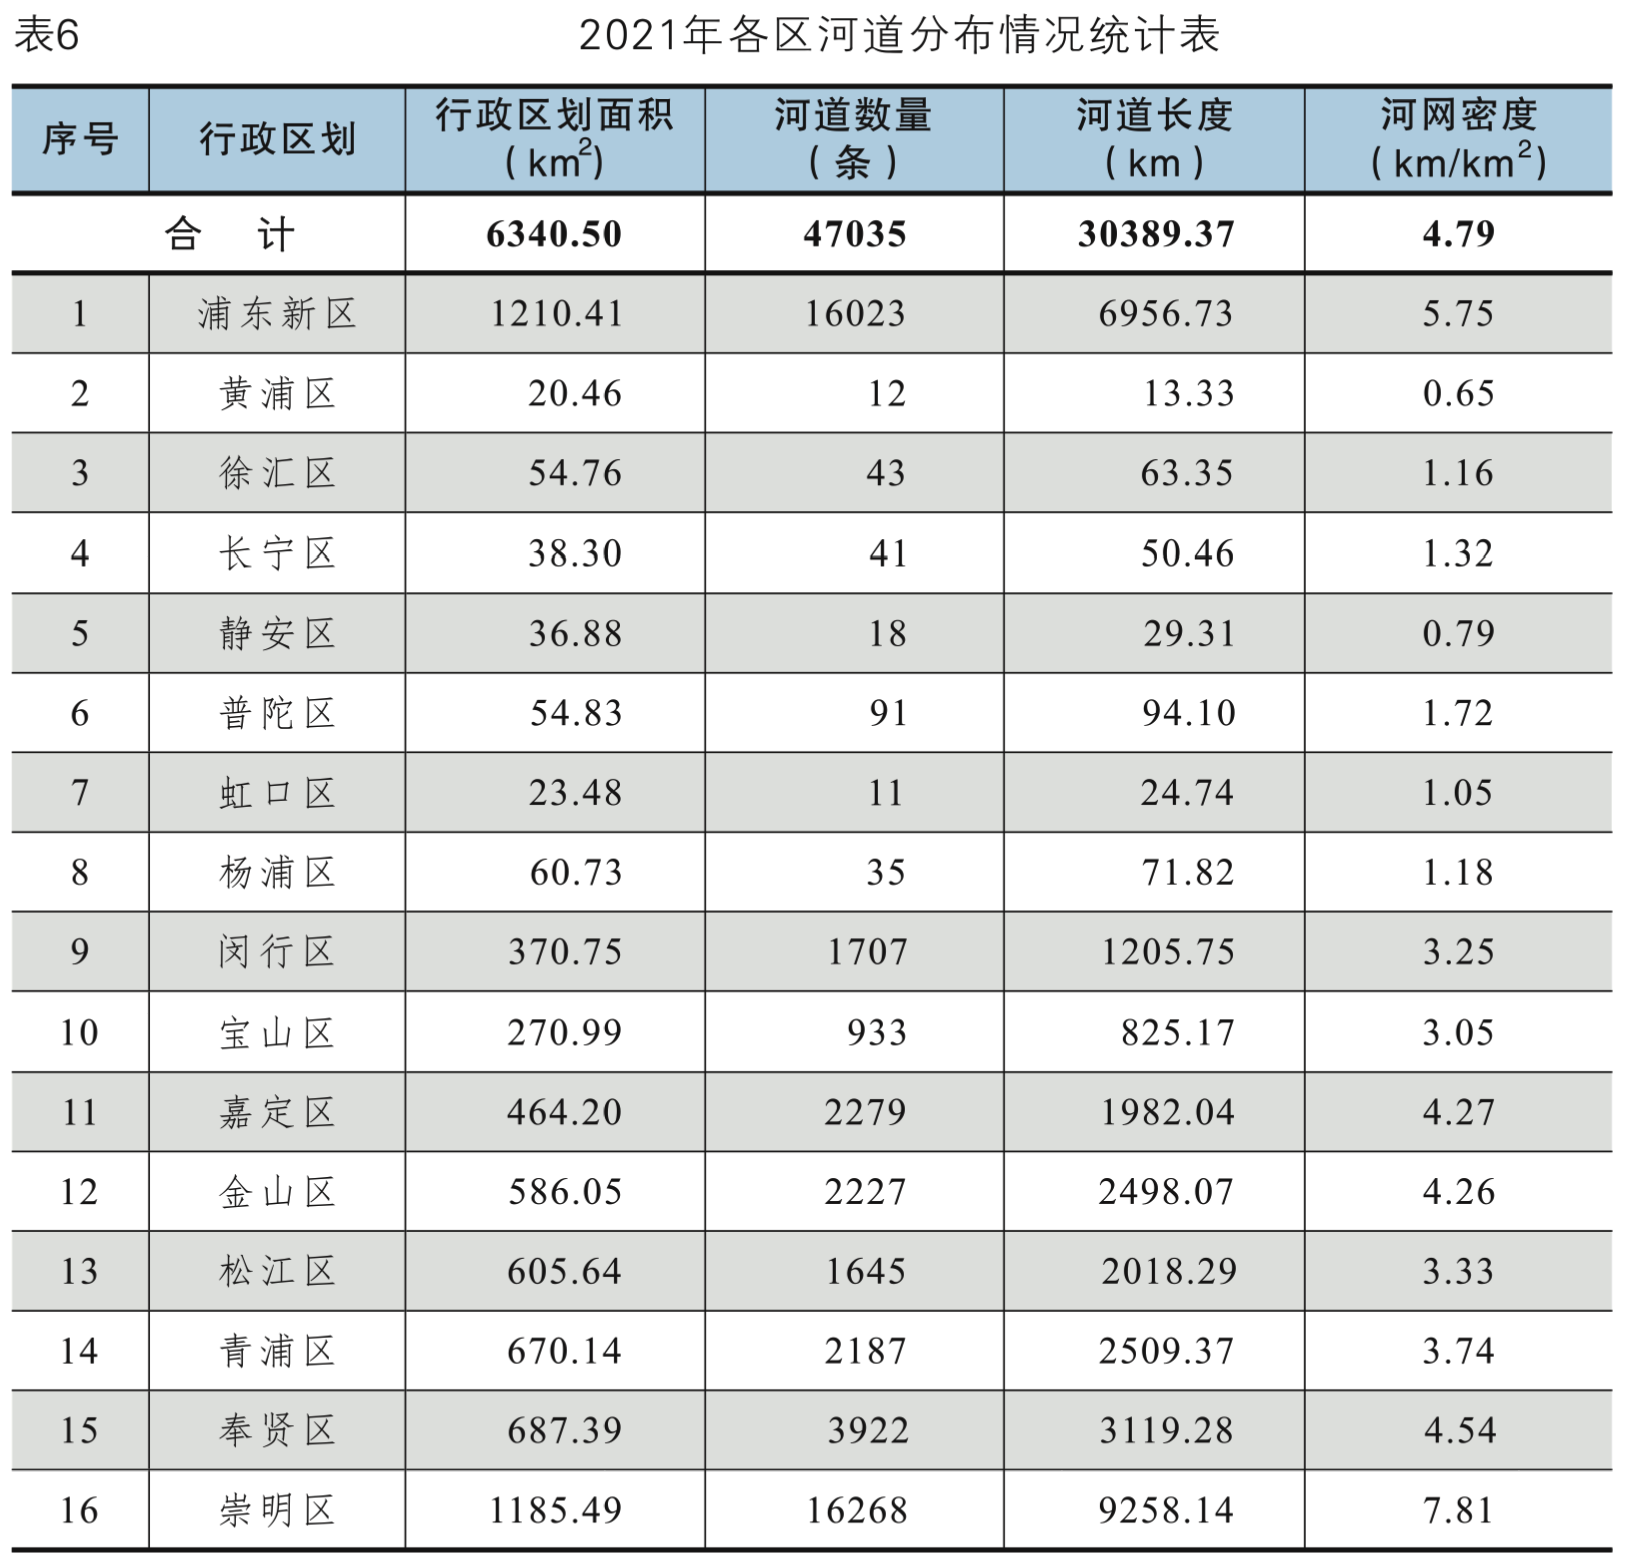 表6 2021年各区河道分布情况统计表
序号 行政区划 行政区划面积(km²) 河道数量(条) 河道长度(km) 河网密度(km/km²)
合 计 6340.50 47035 30389.37 4.79
1 浦东新区 1210.41 16023 6956.73 5.75
2 黄浦区 20.46 12 13.33 0.65
3 徐汇区 54.76 43 63.35 1.16
4 长宁区 38.30 41 50.46 1.32
5 静安区 36.88 18 29.31 0.79
6 普陀区 54.83 91 94.10 1.72
7 虹口区 23.48 11 24.74 1.05
8 杨浦区 60.73 35 71.82 1.18
9 闵行区 370.75 1707 1205.75 3.25
10 宝山区 270.99 933 825.17 3.05
11 嘉定区 464.20 2279 1982.04 4.27
12 金山区 586.05 2227 2498.07 4.26
13 松江区 605.64 1645 2018.29 3.33
14 青浦区 670.14 2187 2509.37 3.74
15 奉贤区 687.39 3922 3119.28 4.54
16 崇明区 1185.49 16268 9258.14 7.81